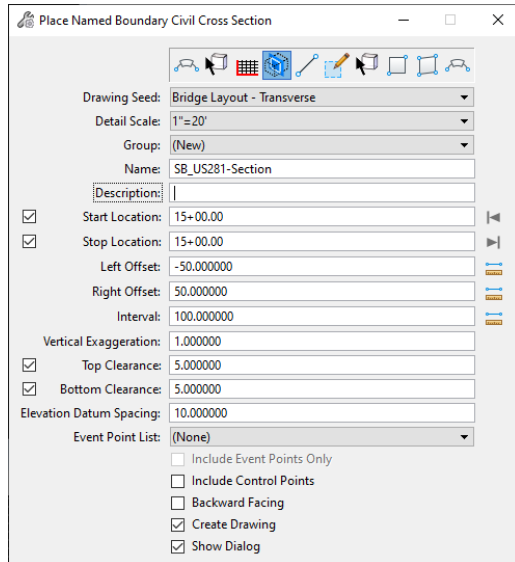 Place Named Boundary Civil Cross Section
Drawing Seed: Bridge Layout - Transverse
Detail Scale: 1"=20'
Group: (New)
Name: SB_US281-Section
Description:
Start Location: 15+00.00
Stop Location: 15+00.00
Left Offset: -50.000000
Right Offset: 50.000000
Interval: 100.000000
Vertical Exaggeration: 1.000000
Top Clearance: 5.000000
Bottom Clearance: 5.000000
Elevation Datum Spacing: 10.000000
Event Point List: (None)
Include Event Points Only
Include Control Points
Backward Facing
Create Drawing
Show Dialog